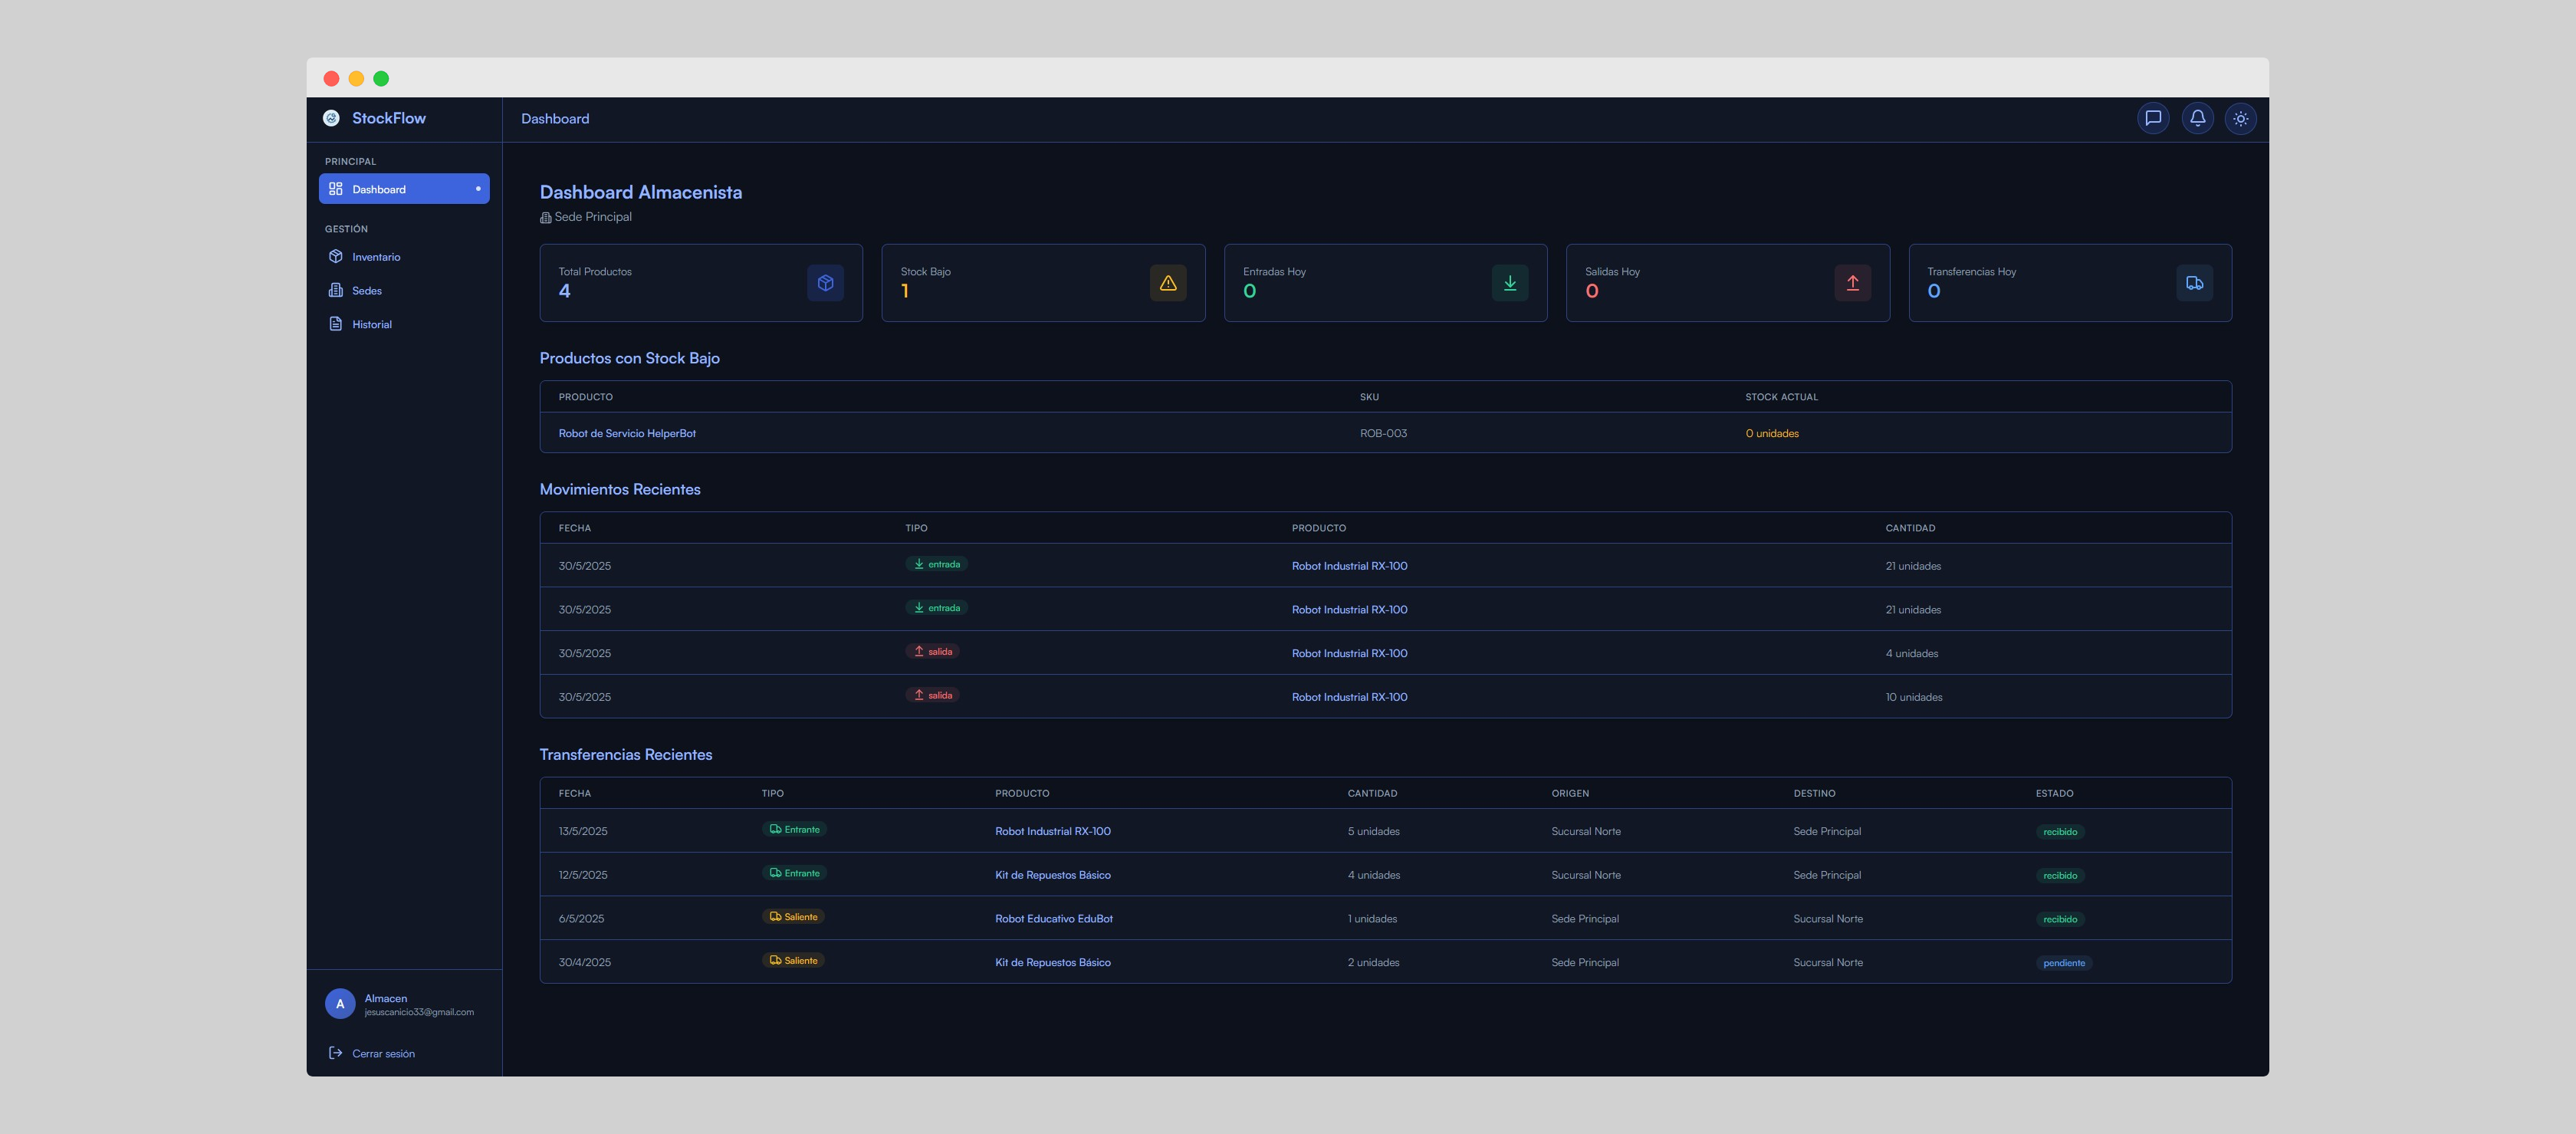 StockFlow
Dashboard
PRINCIPAL
Dashboard
GESTIÓN
Inventario
Sedes
Historial
Almacen
A
jesuscanicio33@gmail.com
Cerrar sesión
Dashboard Almacenista
Sede Principal
Total Productos
4
Stock Bajo
1
Entradas Hoy
0
Salidas Hoy
0
Transferencias Hoy
0
Productos con Stock Bajo
PRODUCTO SKU STOCK ACTUAL
Robot de Servicio HelperBot ROB-003 0 unidades
Movimientos Recientes
FECHA TIPO PRODUCTO CANTIDAD
30/5/2025 entrada Robot Industrial RX-100 21 unidades
30/5/2025 entrada Robot Industrial RX-100 21 unidades
30/5/2025 salida Robot Industrial RX-100 4 unidades
30/5/2025 salida Robot Industrial RX-100 10 unidades
Transferencias Recientes
FECHA TIPO PRODUCTO CANTIDAD ORIGEN DESTINO ESTADO
13/5/2025 Entrante Robot Industrial RX-100 5 unidades Sucursal Norte Sede Principal recibido
12/5/2025 Entrante Kit de Repuestos Básico 4 unidades Sucursal Norte Sede Principal recibido
6/5/2025 Saliente Robot Educativo EduBot 1 unidades Sede Principal Sucursal Norte recibido
30/4/2025 Saliente Kit de Repuestos Básico 2 unidades Sede Principal Sucursal Norte pendiente